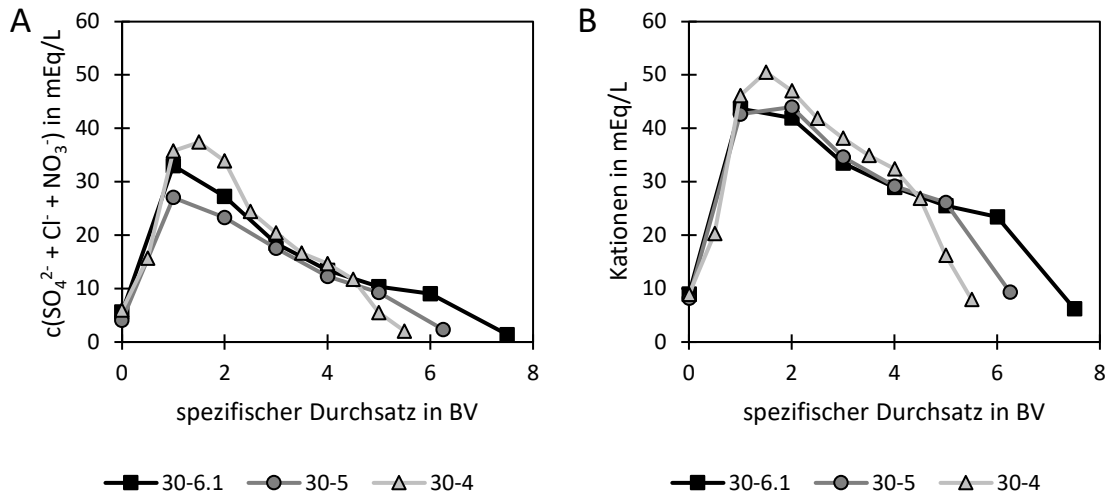 A
c(SO₄²⁻ + Cl⁻ + NO₃⁻) in mEq/L
60
50
40
30
20
10
0
0 2 4 6 8
spezifischer Durchsatz in BV
30-6.1 30-5 30-4
B
Kationen in mEq/L
60
50
40
30
20
10
0
0 2 4 6 8
spezifischer Durchsatz in BV
30-6.1 30-5 30-4